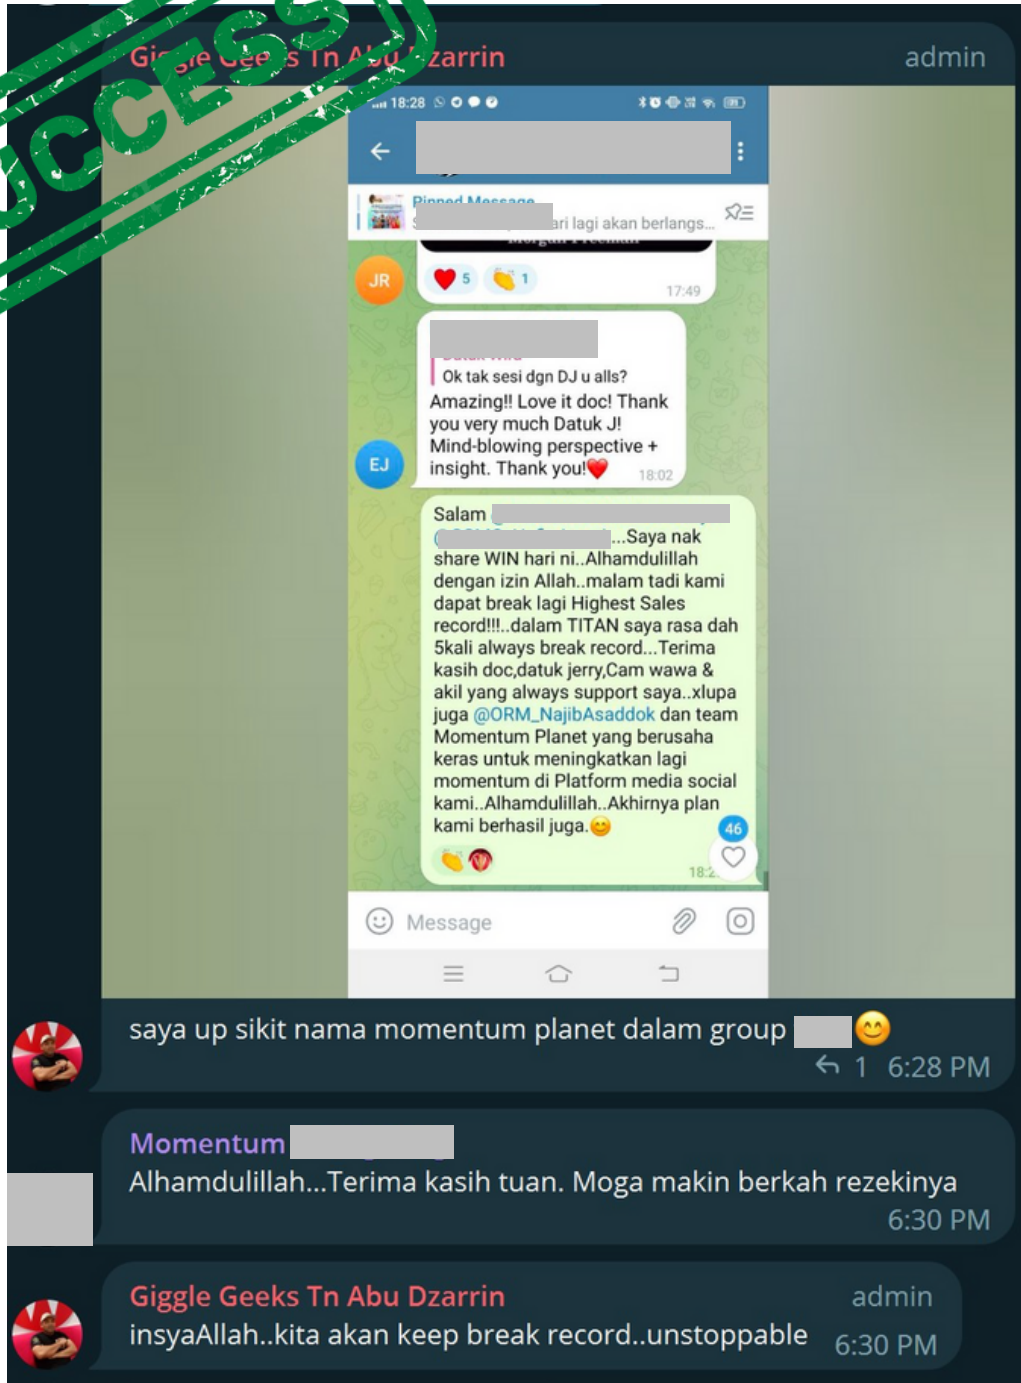 SUCCESS
Giggle Geeks Tn Abu Dzarrin
admin
18:28
Pinned Message
ari lagi akan berlangs...
Morgan Freeman
JR
5
1
17:49
Ok tak sesi dgn DJ u alls?
Amazing!! Love it doc! Thank
you very much Datuk J!
Mind-blowing perspective +
insight. Thank you!❤️
EJ
18:02
Salam
...Saya nak
share WIN hari ni..Alhamdulillah
dengan izin Allah..malam tadi kami
dapat break lagi Highest Sales
record!!!..dalam TITAN saya rasa dah
5kali always break record...Terima
kasih doc,datuk jerry,Cam wawa &
akil yang always support saya..xlupa
juga @ORM_NajibAsaddok dan team
Momentum Planet yang berusaha
keras untuk meningkatkan lagi
momentum di Platform media social
kami..Alhamdulillah..Akhirnya plan
kami berhasil juga.😊
46
Message
saya up sikit nama momentum planet dalam group 😊
1 6:28 PM
Momentum
Alhamdulillah...Terima kasih tuan. Moga makin berkah rezekinya
6:30 PM
Giggle Geeks Tn Abu Dzarrin
admin
insyaAllah..kita akan keep break record..unstoppable
6:30 PM